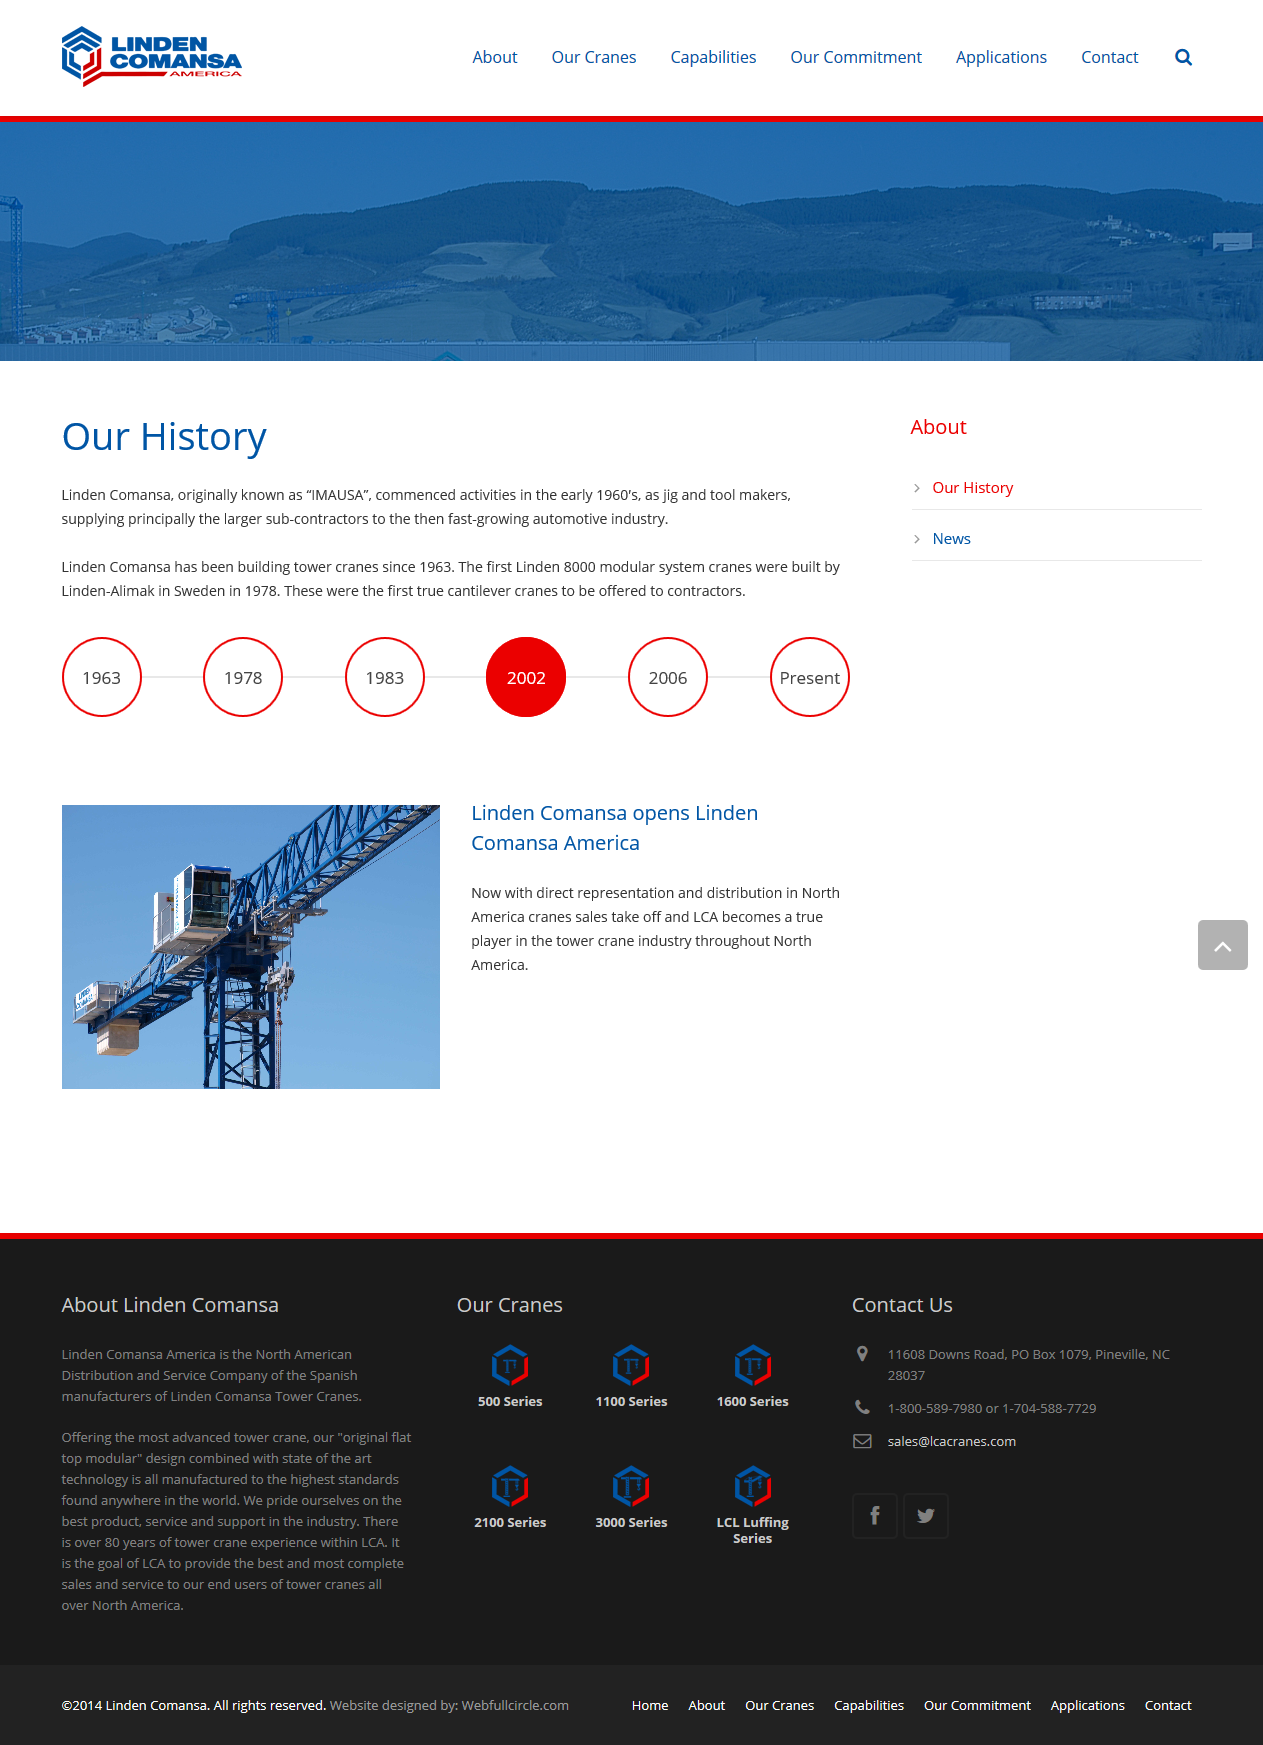 LINDEN
COMANSA
AMERICA
About Our Cranes Capabilities Our Commitment Applications Contact
Our History
Linden Comansa, originally known as “IMAUSA”, commenced activities in the early 1960's, as jig and tool makers,
supplying principally the larger sub-contractors to the then fast-growing automotive industry.
Linden Comansa has been building tower cranes since 1963. The first Linden 8000 modular system cranes were built by
Linden-Alimak in Sweden in 1978. These were the first true cantilever cranes to be offered to contractors.
1963 1978 1983 2002 2006 Present
Linden Comansa opens Linden
Comansa America
Now with direct representation and distribution in North
America cranes sales take off and LCA becomes a true
player in the tower crane industry throughout North
America.
About
Our History
News
About Linden Comansa
Linden Comansa America is the North American
Distribution and Service Company of the Spanish
manufacturers of Linden Comansa Tower Cranes.
Offering the most advanced tower crane, our "original flat
top modular" design combined with state of the art
technology is all manufactured to the highest standards
found anywhere in the world. We pride ourselves on the
best product, service and support in the industry. There
is over 80 years of tower crane experience within LCA. It
is the goal of LCA to provide the best and most complete
sales and service to our end users of tower cranes all
over North America.
Our Cranes
500 Series 1100 Series 1600 Series
2100 Series 3000 Series LCL Luffing
Series
Contact Us
11608 Downs Road, PO Box 1079, Pineville, NC
28037
1-800-589-7980 or 1-704-588-7729
sales@lcacranes.com
©2014 Linden Comansa. All rights reserved. Website designed by: Webfullcircle.com
Home About Our Cranes Capabilities Our Commitment Applications Contact